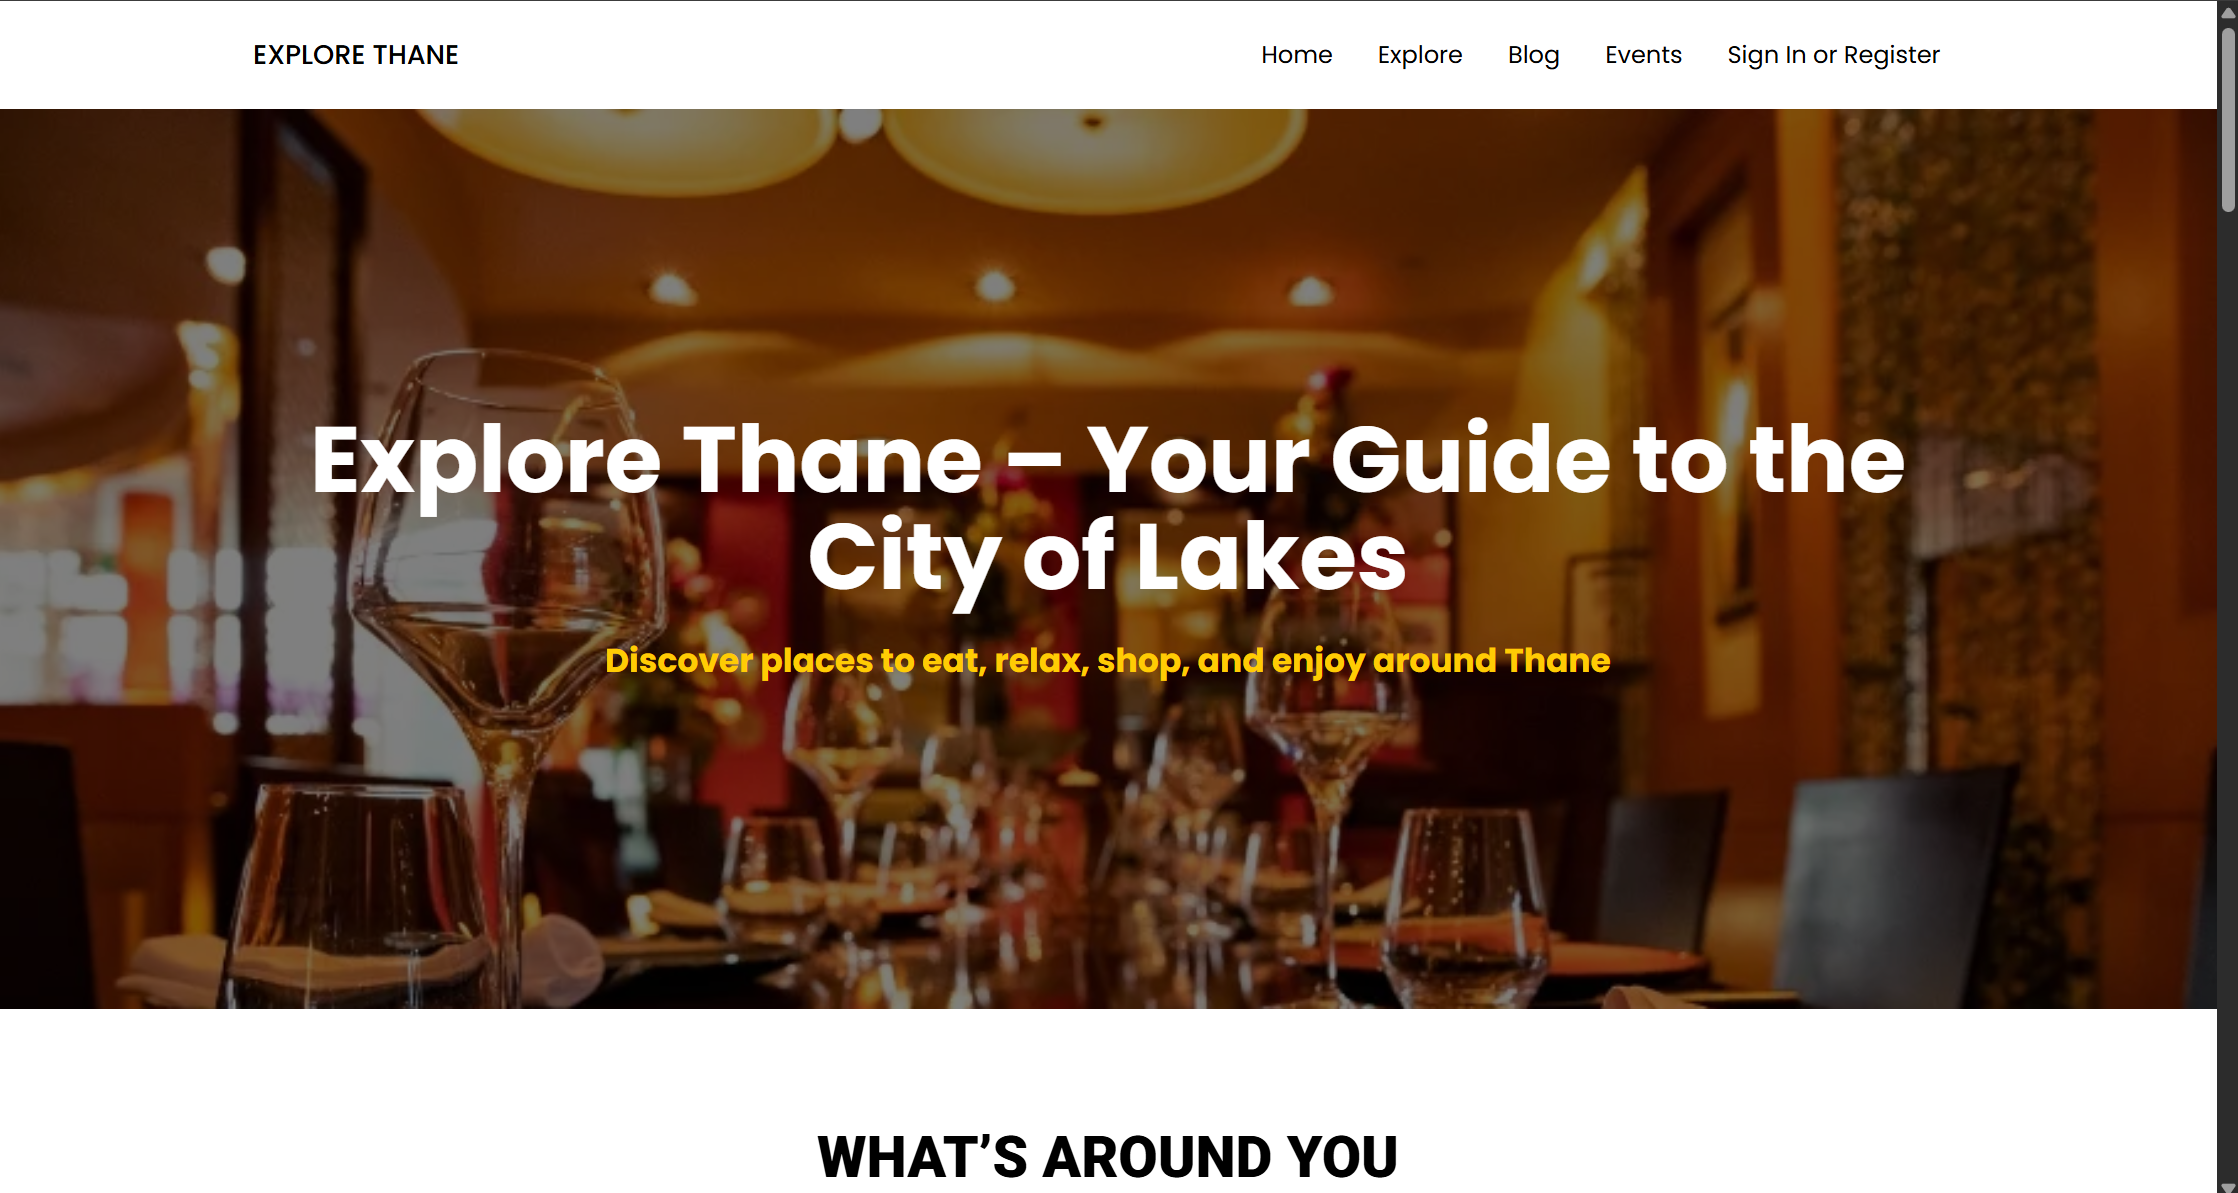 EXPLORE THANE
Home Explore Blog Events Sign In or Register
Explore Thane – Your Guide to the
City of Lakes
Discover places to eat, relax, shop, and enjoy around Thane
WHAT’S AROUND YOU